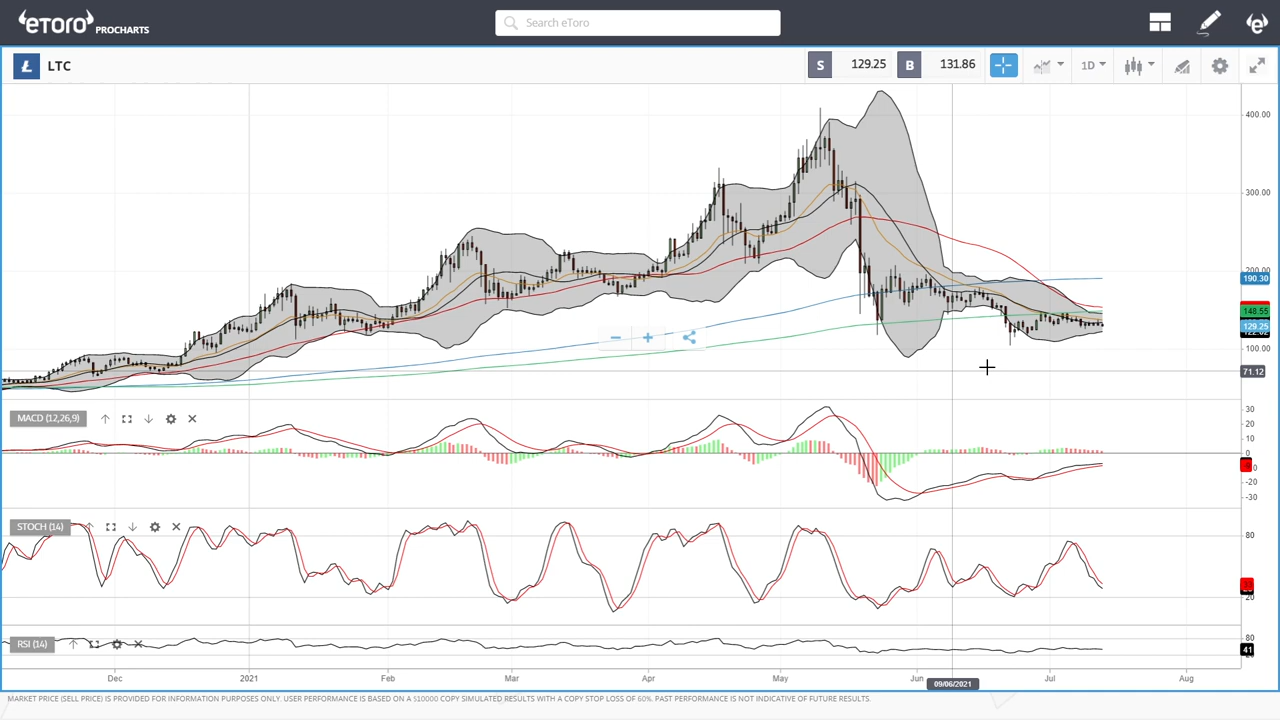 eToro PROCHARTS
Search eToro
LTC
S 129.25 B 131.86 1D
400.00
300.00
200.00
190.30
148.55
129.25
100.00
71.12
MACD (12,26,9)
30
20
10
0
-20
-30
STOCH (14)
80
20
RSI (14)
80
41
Dec 2021 Feb Mar Apr May Jun Jul Aug
09/06/2021
MARKET PRICE (SELL PRICE) IS PROVIDED FOR INFORMATION PURPOSES ONLY. USER PERFORMANCE IS BASED ON A $10000 COPY SIMULATED RESULTS WITH A COPY STOP LOSS OF 60%. PAST PERFORMANCE IS NOT INDICATIVE OF FUTURE RESULTS.